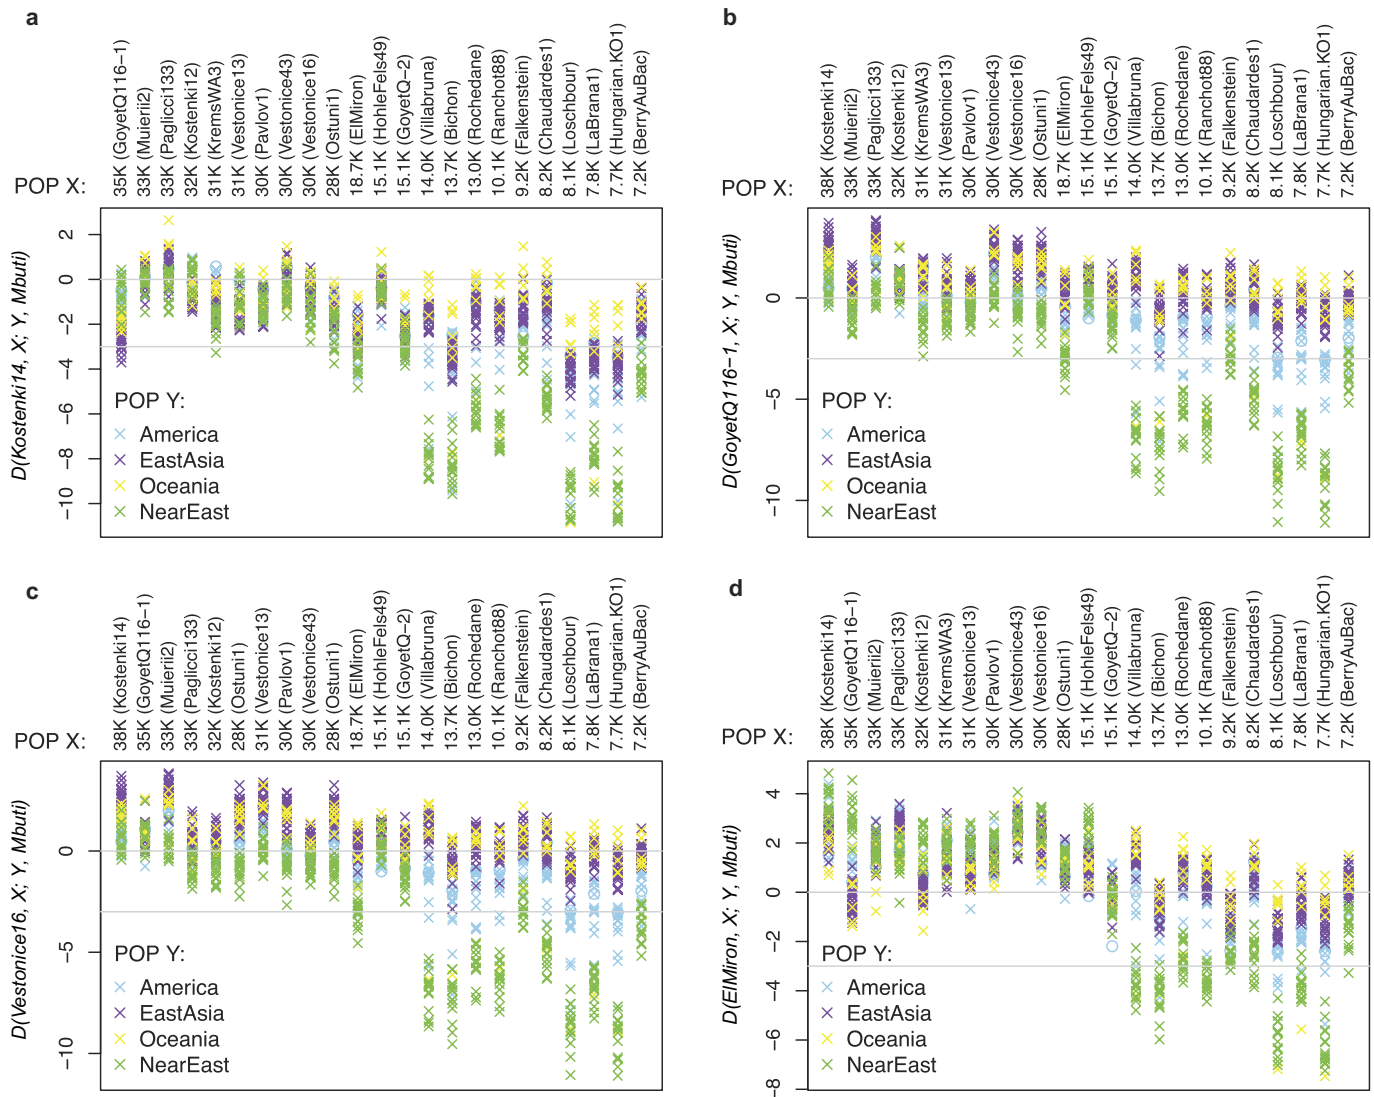 a
POP X:
35K (GoyetQ116−1)
33K (Muierii2)
33K (Paglicci133)
32K (Kostenki12)
31K (KremsWA3)
31K (Vestonice13)
30K (Pavlov1)
30K (Vestonice43)
30K (Vestonice16)
28K (Ostuni1)
18.7K (ElMiron)
15.1K (HohleFels49)
15.1K (GoyetQ−2)
14.0K (Villabruna)
13.7K (Bichon)
13.0K (Rochedane)
10.1K (Ranchot88)
9.2K (Falkenstein)
8.2K (Chaudardes1)
8.1K (Loschbour)
7.8K (LaBrana1)
7.7K (Hungarian.KO1)
7.2K (BerryAuBac)
D(Kostenki14, X; Y, Mbuti)
2
0
−2
−4
−6
−8
−10
POP Y:
America
EastAsia
Oceania
NearEast
b
POP X:
38K (Kostenki14)
33K (Muierii2)
33K (Paglicci133)
32K (Kostenki12)
31K (KremsWA3)
31K (Vestonice13)
30K (Pavlov1)
30K (Vestonice43)
30K (Vestonice16)
28K (Ostuni1)
18.7K (ElMiron)
15.1K (HohleFels49)
15.1K (GoyetQ−2)
14.0K (Villabruna)
13.7K (Bichon)
13.0K (Rochedane)
10.1K (Ranchot88)
9.2K (Falkenstein)
8.2K (Chaudardes1)
8.1K (Loschbour)
7.8K (LaBrana1)
7.7K (Hungarian.KO1)
7.2K (BerryAuBac)
D(GoyetQ116−1, X; Y, Mbuti)
0
−5
−10
POP Y:
America
EastAsia
Oceania
NearEast
c
POP X:
38K (Kostenki14)
35K (GoyetQ116−1)
33K (Muierii2)
33K (Paglicci133)
32K (Kostenki12)
28K (Ostuni1)
31K (Vestonice13)
30K (Pavlov1)
30K (Vestonice43)
28K (Ostuni1)
18.7K (ElMiron)
15.1K (HohleFels49)
15.1K (GoyetQ−2)
14.0K (Villabruna)
13.7K (Bichon)
13.0K (Rochedane)
10.1K (Ranchot88)
9.2K (Falkenstein)
8.2K (Chaudardes1)
8.1K (Loschbour)
7.8K (LaBrana1)
7.7K (Hungarian.KO1)
7.2K (BerryAuBac)
D(Vestonice16, X; Y, Mbuti)
0
−5
−10
POP Y:
America
EastAsia
Oceania
NearEast
d
POP X:
38K (Kostenki14)
35K (GoyetQ116−1)
33K (Muierii2)
33K (Paglicci133)
32K (Kostenki12)
31K (KremsWA3)
31K (Vestonice13)
30K (Pavlov1)
30K (Vestonice43)
30K (Vestonice16)
28K (Ostuni1)
15.1K (HohleFels49)
15.1K (GoyetQ−2)
14.0K (Villabruna)
13.7K (Bichon)
13.0K (Rochedane)
10.1K (Ranchot88)
9.2K (Falkenstein)
8.2K (Chaudardes1)
8.1K (Loschbour)
7.8K (LaBrana1)
7.7K (Hungarian.KO1)
7.2K (BerryAuBac)
D(ElMiron, X; Y, Mbuti)
4
2
0
−2
−4
−6
−8
POP Y:
America
EastAsia
Oceania
NearEast